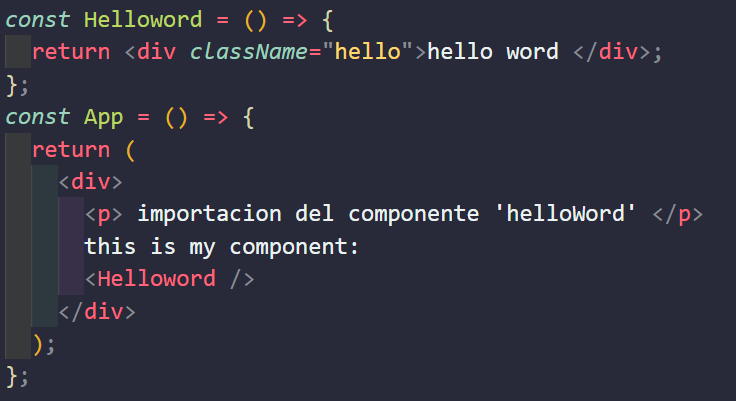 const Helloword = () => {
return <div className="hello">hello word </div>;
};
const App = () => {
return (
<div>
<p> importacion del componente 'helloWord' </p>
this is my component:
<Helloword />
</div>
);
};